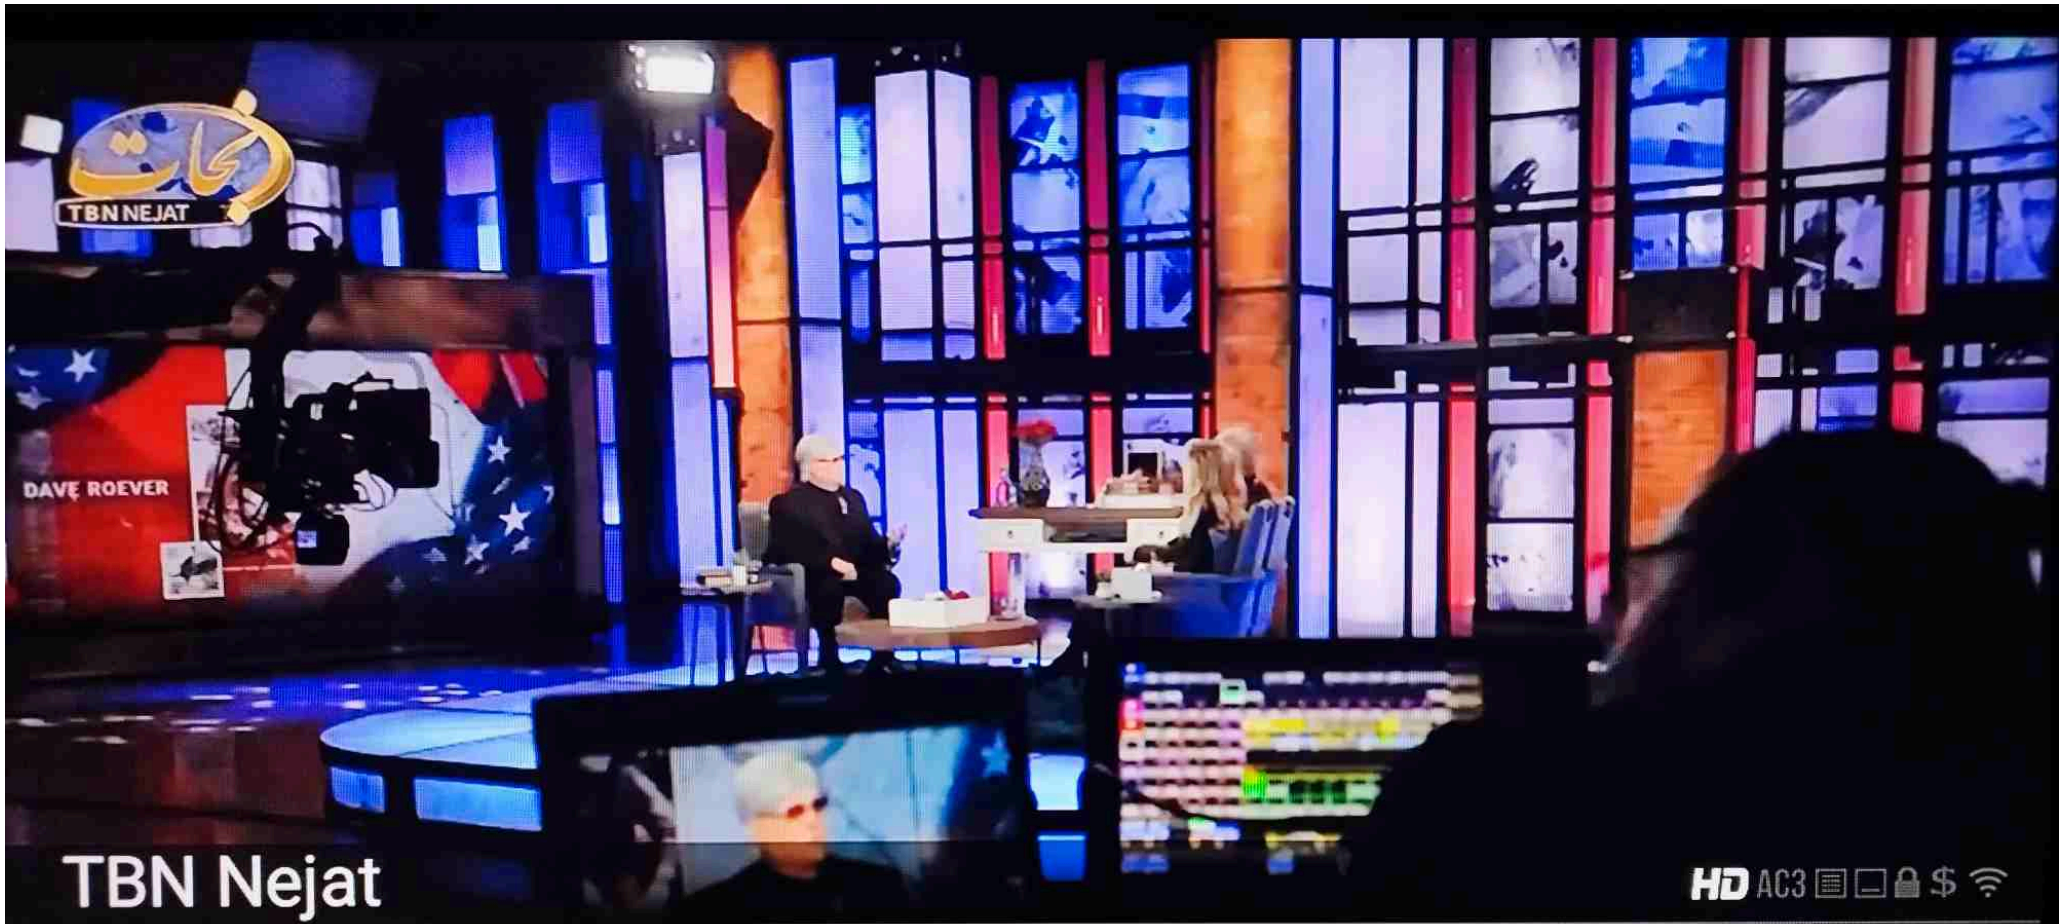 نجات
TBN NEJAT
DAVE ROEVER
TBN Nejat
HD AC3 $